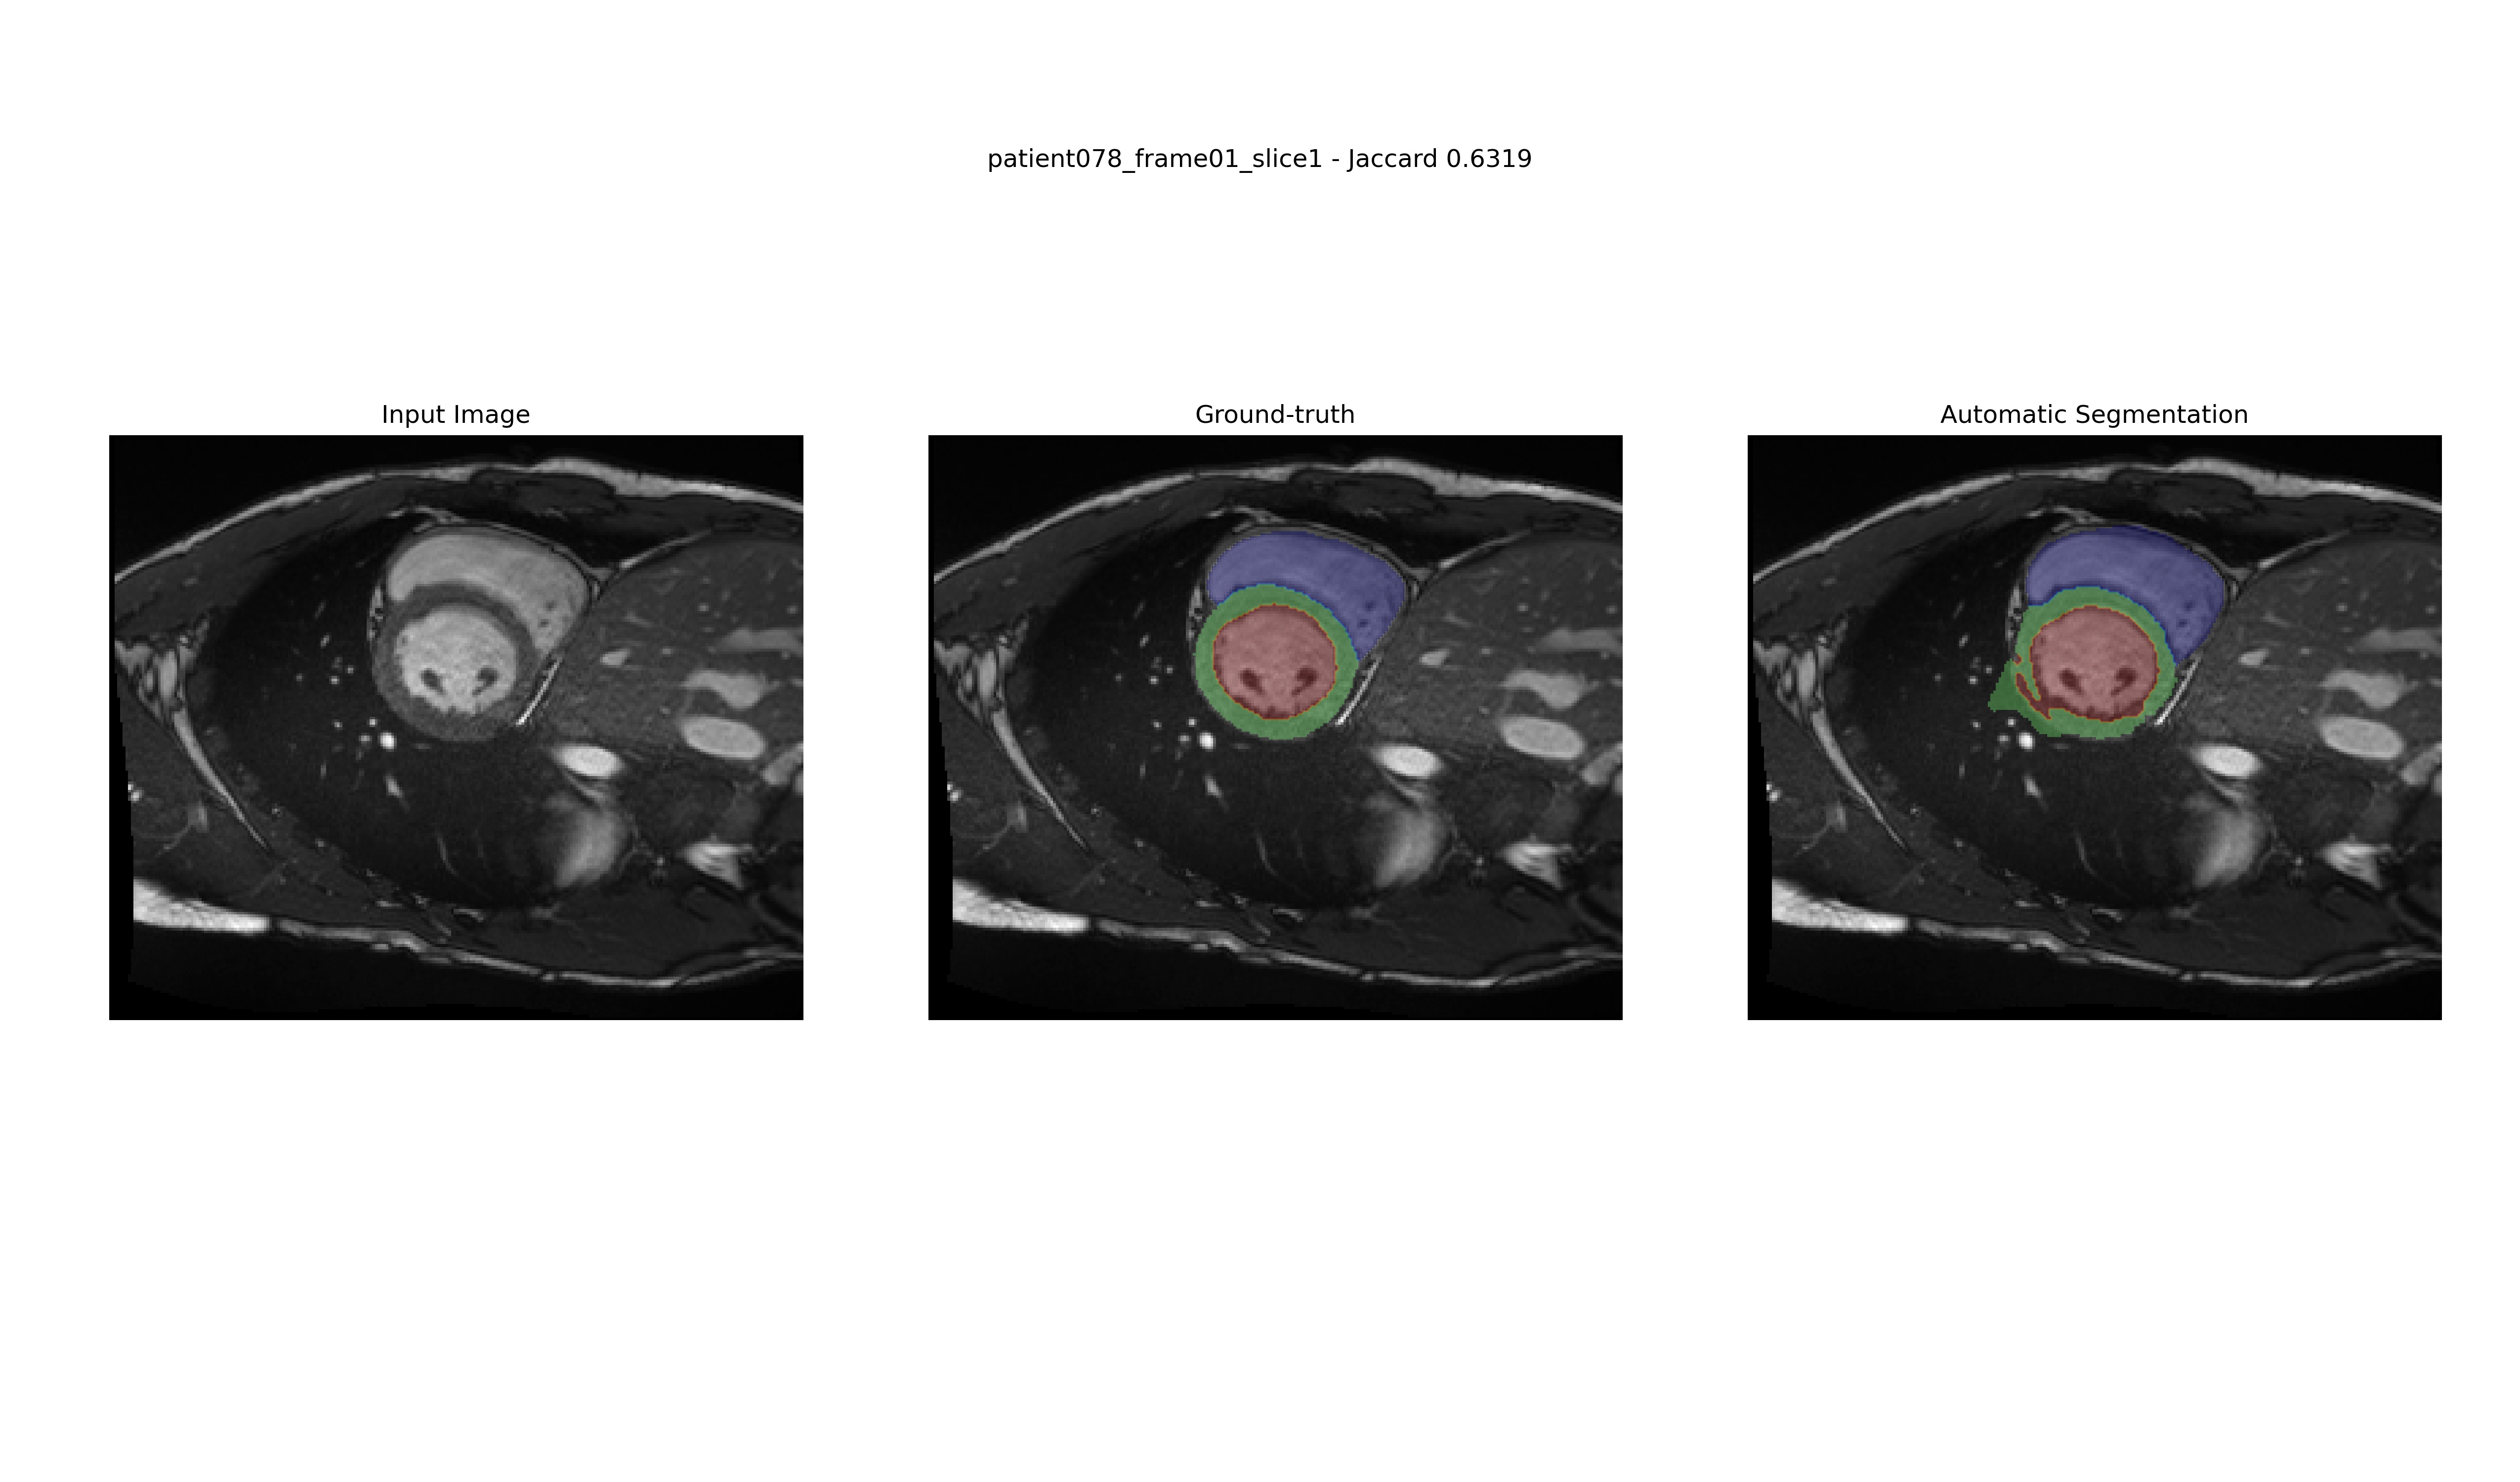 patient078_frame01_slice1 - Jaccard 0.6319
Input Image
Ground-truth
Automatic Segmentation